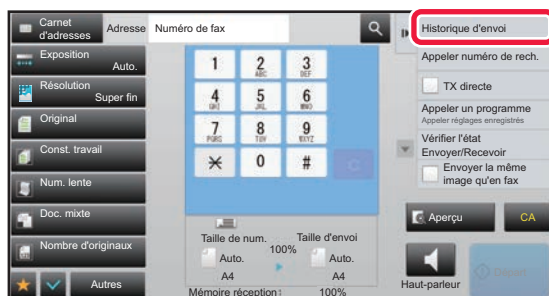 Carnet
d'adresses
Adresse
Numéro de fax
Exposition
Auto.
Résolution
Super fin
Original
Const. travail
Num. lente
Doc. mixte
Nombre d'originaux
Autres
1
2
ABC
3
DEF
4
GHI
5
JKL
6
MNO
7
PQRS
8
TUV
9
WXYZ
0
#
C
Taille de num.
100%
Taille d'envoi
Auto.
A4
Auto.
A4
Mémoire réception:
100%
Historique d'envoi
Appeler numéro de rech.
TX directe
Appeler un programme
Appeler réglages enregistrés
Vérifier l'état
Envoyer/Recevoir
Envoyer la même
image qu'en fax
Aperçu
CA
Haut-parleur
Départ